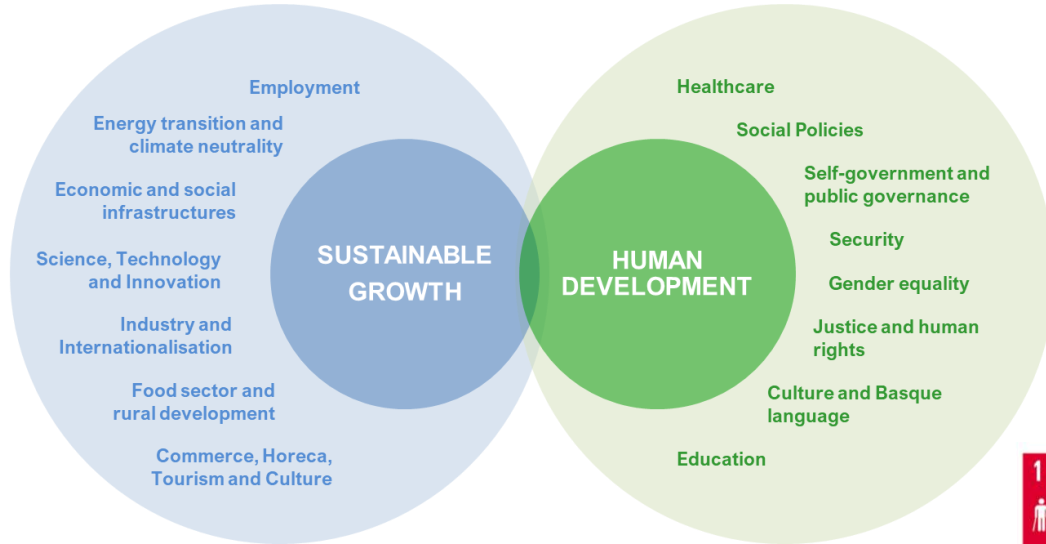 Employment
Energy transition and
climate neutrality
Economic and social
infrastructures
Science, Technology
and Innovation
Industry and
Internationalisation
Food sector and
rural development
Commerce, Horeca,
Tourism and Culture
SUSTAINABLE
GROWTH
HUMAN
DEVELOPMENT
Healthcare
Social Policies
Self-government and
public governance
Security
Gender equality
Justice and human
rights
Culture and Basque
language
Education
1